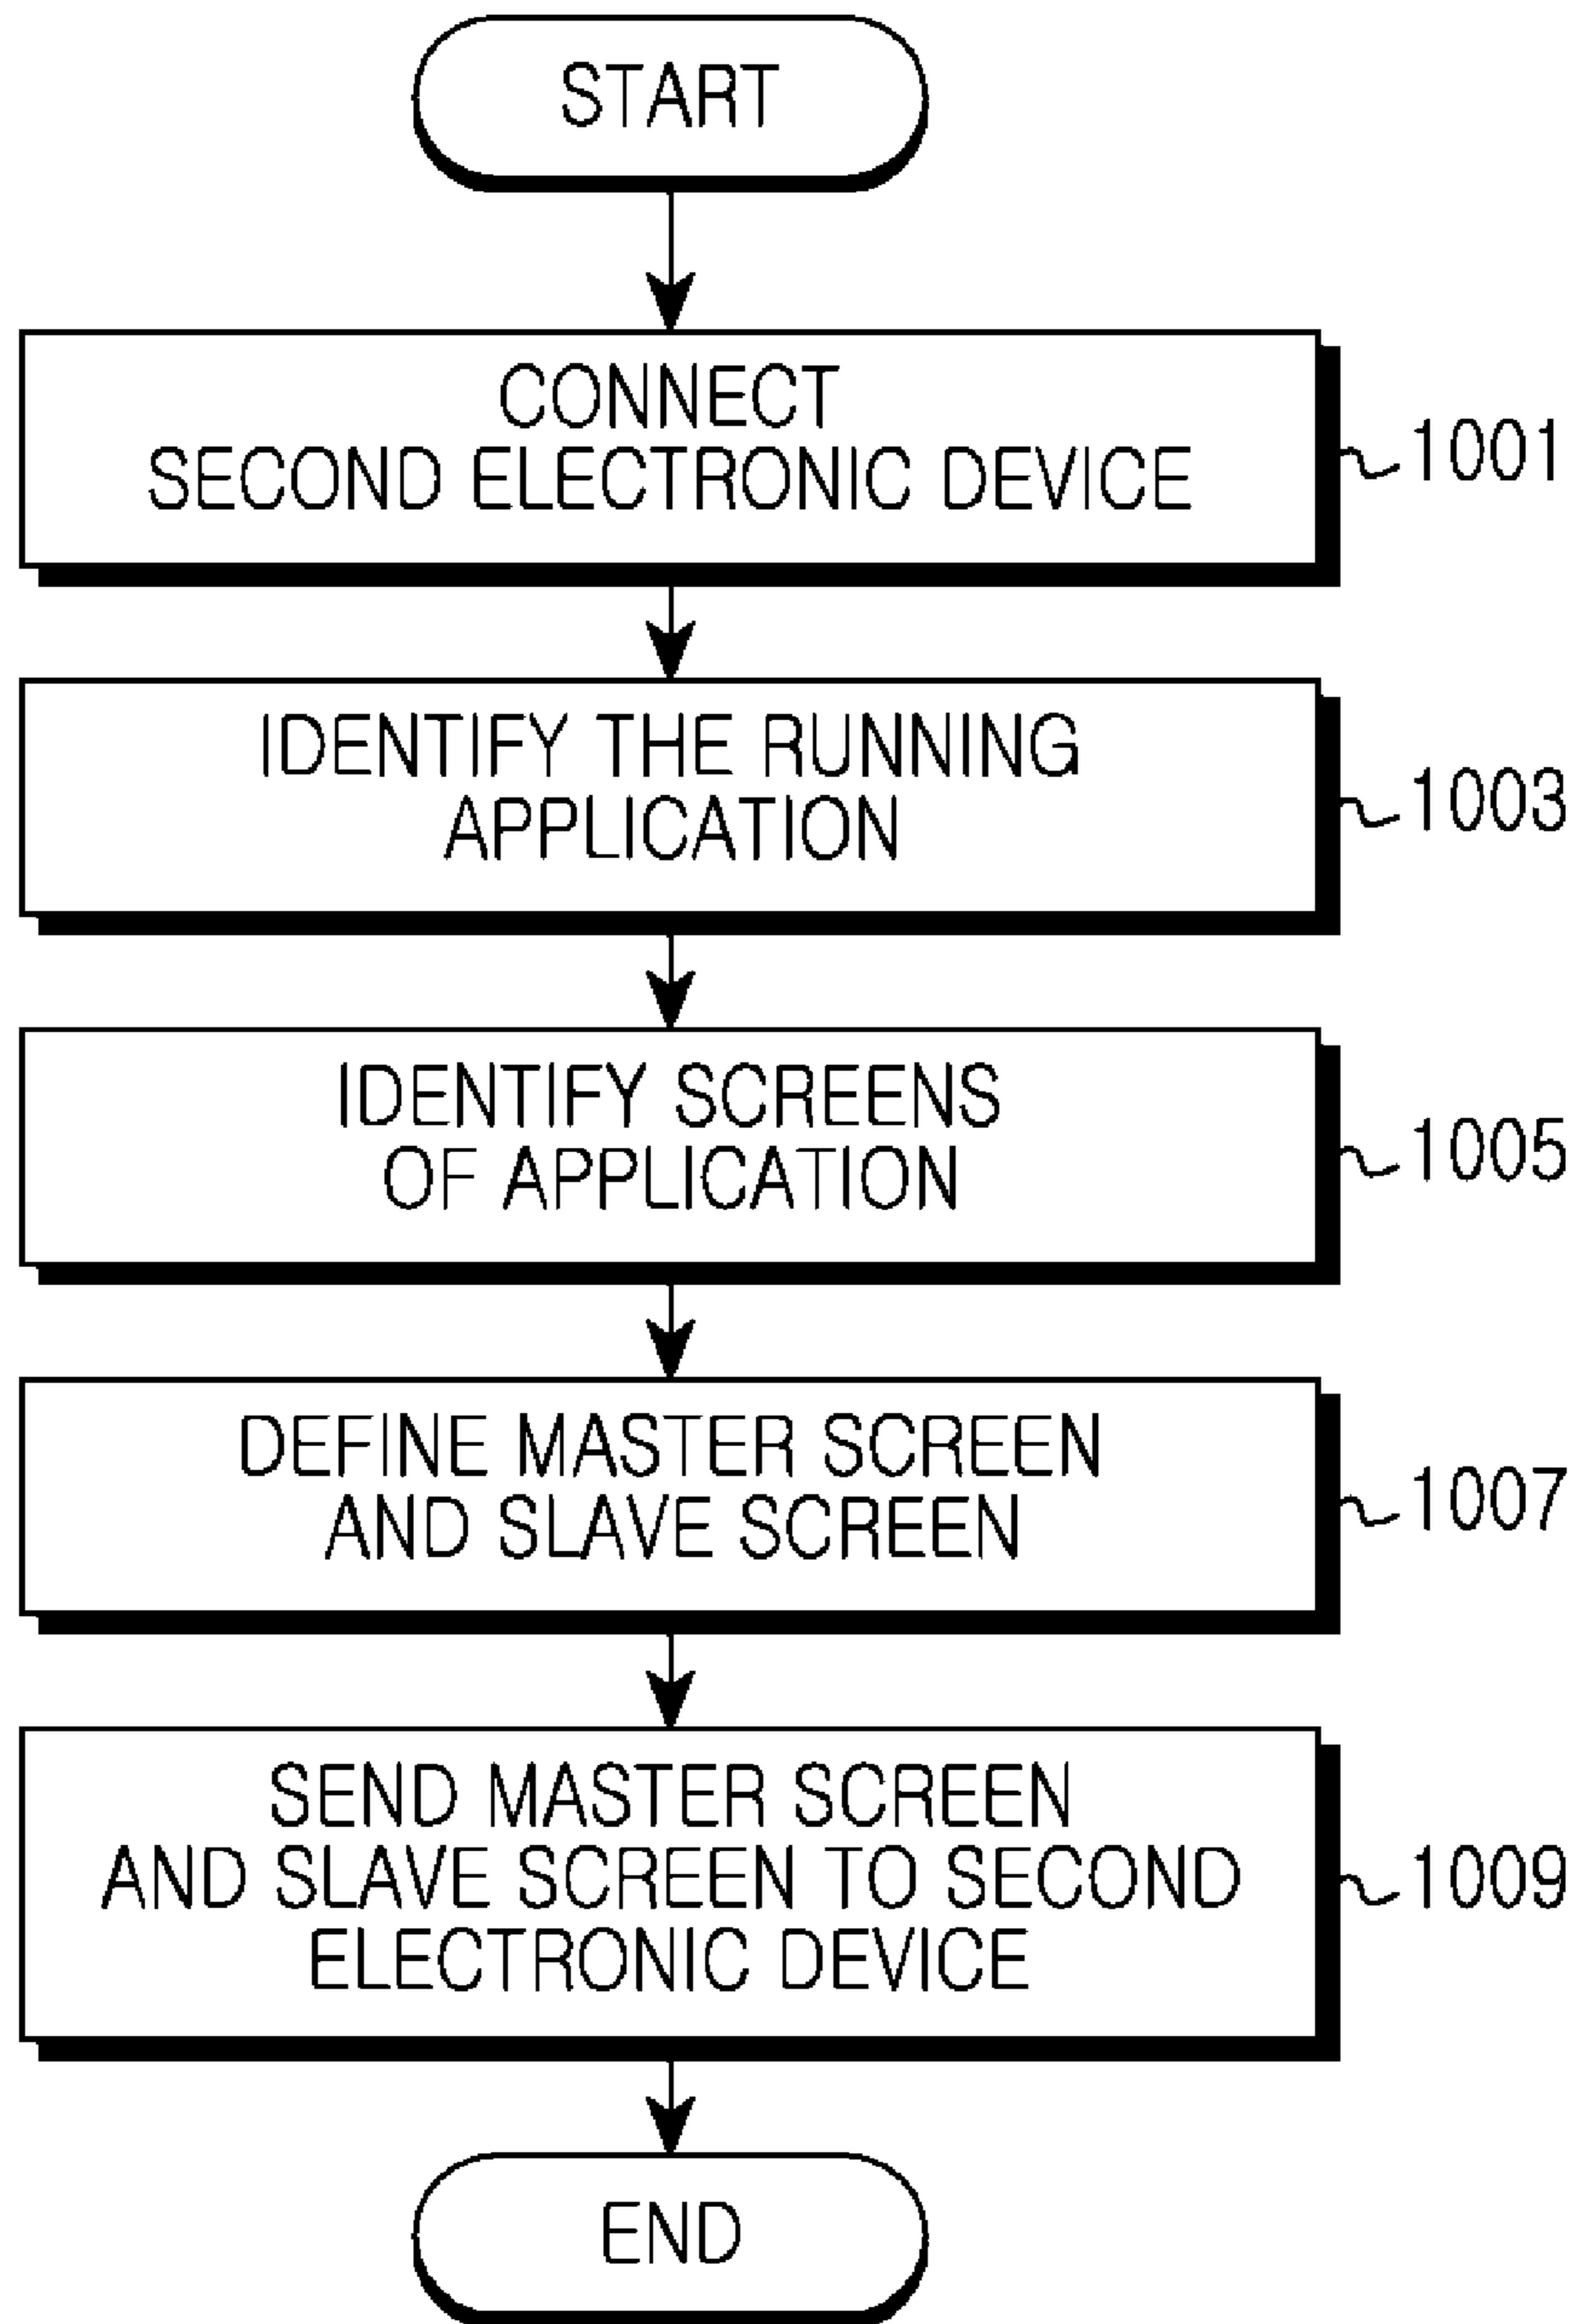 START
CONNECT
SECOND ELECTRONIC DEVICE
1001
IDENTIFY THE RUNNING
APPLICATION
1003
IDENTIFY SCREENS
OF APPLICATION
1005
DEFINE MASTER SCREEN
AND SLAVE SCREEN
1007
SEND MASTER SCREEN
AND SLAVE SCREEN TO SECOND
ELECTRONIC DEVICE
1009
END